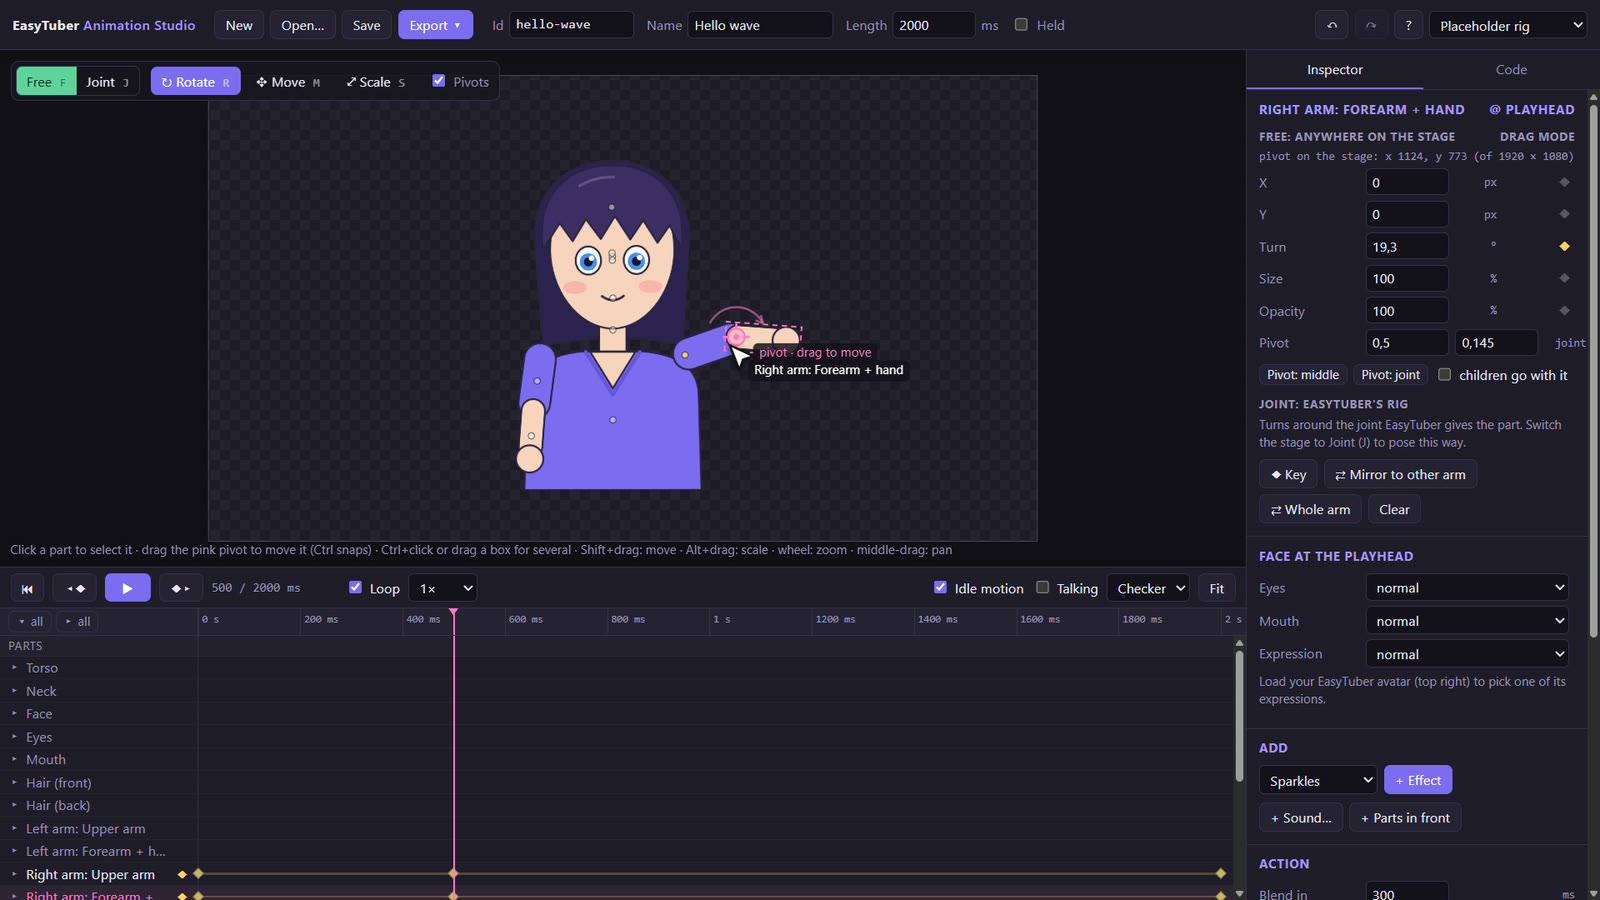 EasyTuber Animation Studio
New
Open...
Save
Export ▾
Id
hello-wave
Name
Hello wave
Length
2000
ms
Held
?
Placeholder rig
Free F
Joint J
↻ Rotate R
✥ Move M
⤢ Scale S
Pivots
pivot · drag to move
Right arm: Forearm + hand
Click a part to select it · drag the pink pivot to move it (Ctrl snaps) · Ctrl+click or drag a box for several · Shift+drag: move · Alt+drag: scale · wheel: zoom · middle-drag: pan
500 / 2000 ms
Loop
1×
Idle motion
Talking
Checker
Fit
▾ all
▸ all
0 s
200 ms
400 ms
600 ms
800 ms
1 s
1200 ms
1400 ms
1600 ms
1800 ms
2 s
PARTS
Torso
Neck
Face
Eyes
Mouth
Hair (front)
Hair (back)
Left arm: Upper arm
Left arm: Forearm + h...
Right arm: Upper arm
Right arm: Forearm +
Inspector
Code
RIGHT ARM: FOREARM + HAND
@ PLAYHEAD
FREE: ANYWHERE ON THE STAGE
DRAG MODE
pivot on the stage: x 1124, y 773 (of 1920 × 1080)
X
0
px
Y
0
px
Turn
19,3
°
Size
100
%
Opacity
100
%
Pivot
0,5
0,145
joint
Pivot: middle
Pivot: joint
children go with it
JOINT: EASYTUBER'S RIG
Turns around the joint EasyTuber gives the part. Switch
the stage to Joint (J) to pose this way.
◆ Key
⇄ Mirror to other arm
⇄ Whole arm
Clear
FACE AT THE PLAYHEAD
Eyes
normal
Mouth
normal
Expression
normal
Load your EasyTuber avatar (top right) to pick one of its
expressions.
ADD
Sparkles
+ Effect
+ Sound...
+ Parts in front
ACTION
Blend in
300
ms